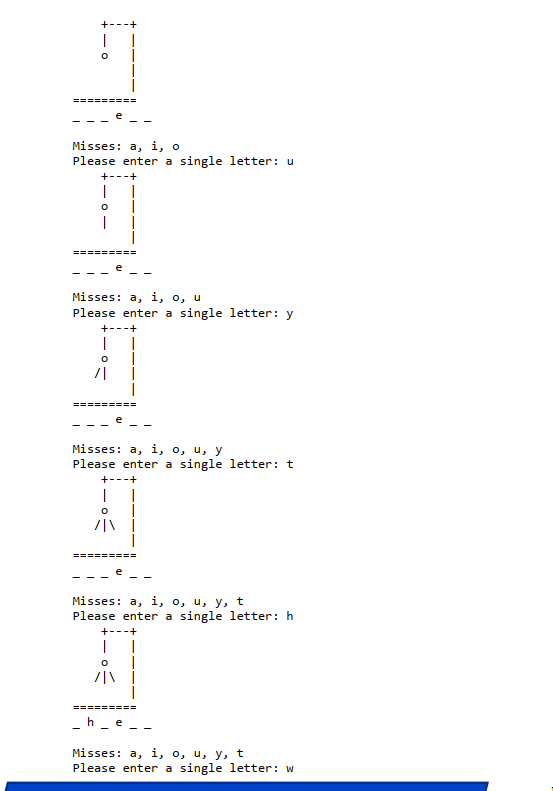 +---+
    |   |
    o   |
        |
        |
=========
_ _ _ e _ _
Misses: a, i, o
Please enter a single letter: u
    +---+
    |   |
    o   |
    |   |
        |
=========
_ _ _ e _ _
Misses: a, i, o, u
Please enter a single letter: y
    +---+
    |   |
    o   |
   /|   |
        |
=========
_ _ _ e _ _
Misses: a, i, o, u, y
Please enter a single letter: t
    +---+
    |   |
    o   |
   /|\  |
        |
=========
_ _ _ e _ _
Misses: a, i, o, u, y, t
Please enter a single letter: h
    +---+
    |   |
    o   |
   /|\  |
        |
=========
_ h _ e _ _
Misses: a, i, o, u, y, t
Please enter a single letter: w